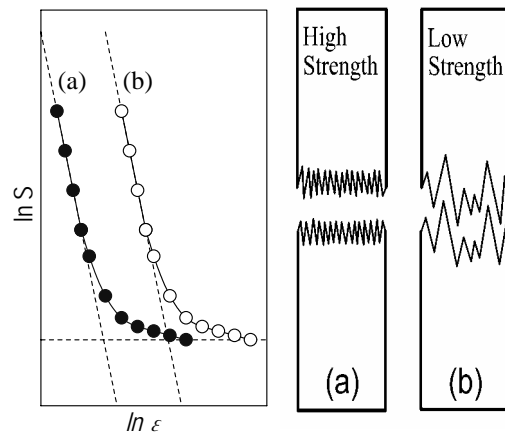 (a) (b)
ln S
ln ε
High
Strength
(a)
Low
Strength
(b)